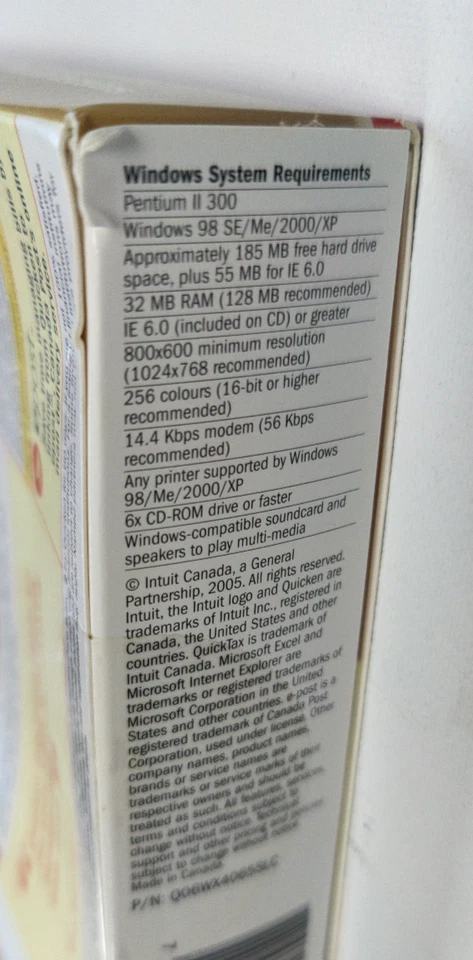 Windows System Requirements
Pentium II 300
Windows 98 SE/Me/2000/XP
Approximately 185 MB free hard drive
space, plus 55 MB for IE 6.0
32 MB RAM (128 MB recommended)
IE 6.0 (included on CD) or greater
800x600 minimum resolution
(1024x768 recommended)
256 colours (16-bit or higher
recommended)
14.4 Kbps modem (56 Kbps
recommended)
Any printer supported by Windows
98/Me/2000/XP
6x CD-ROM drive or faster
Windows-compatible soundcard and
speakers to play multi-media
© Intuit Canada, a General
Partnership, 2005. All rights reserved.
Intuit, the Intuit logo and Quicken are
trademarks of Intuit Inc., registered in
Canada, the United States and other
countries. QuickTax is trademark of
Intuit Canada. Microsoft Excel and
Microsoft Internet Explorer are
trademarks or registered trademarks of
Microsoft Corporation in the United
States and other countries. e-post is a
registered trademark of Canada Post
Corporation, used under license. Other
company names, product names,
brands or service names are
trademarks or service marks of their
respective owners and should be
treated as such. All features, services,
terms and conditions subject to
change without notice. Technical
support and other pricing and policies
subject to change without notice.
Made in Canada.
P/N: